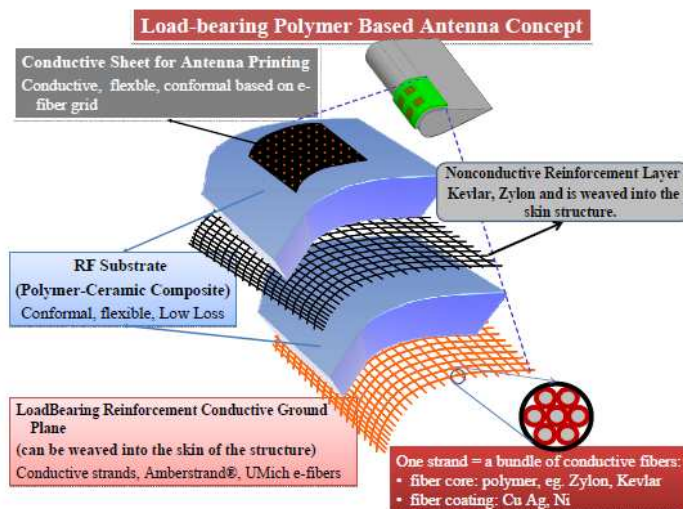 Load-bearing Polymer Based Antenna Concept
Conductive Sheet for Antenna Printing
Conductive, flexble, conformal based on e-
fiber grid
Nonconductive Reinforcement Layer
Kevlar, Zylon and is weaved into the
skin structure.
RF Substrate
(Polymer-Ceramic Composite)
Conformal, flexible, Low Loss
LoadBearing Reinforcement Conductive Ground
Plane
(can be weaved into the skin of the structure)
Conductive strands, Amberstrand®, UMich e-fibers
One strand = a bundle of conductive fibers:
• fiber core: polymer, eg. Zylon, Kevlar
• fiber coating: Cu Ag, Ni